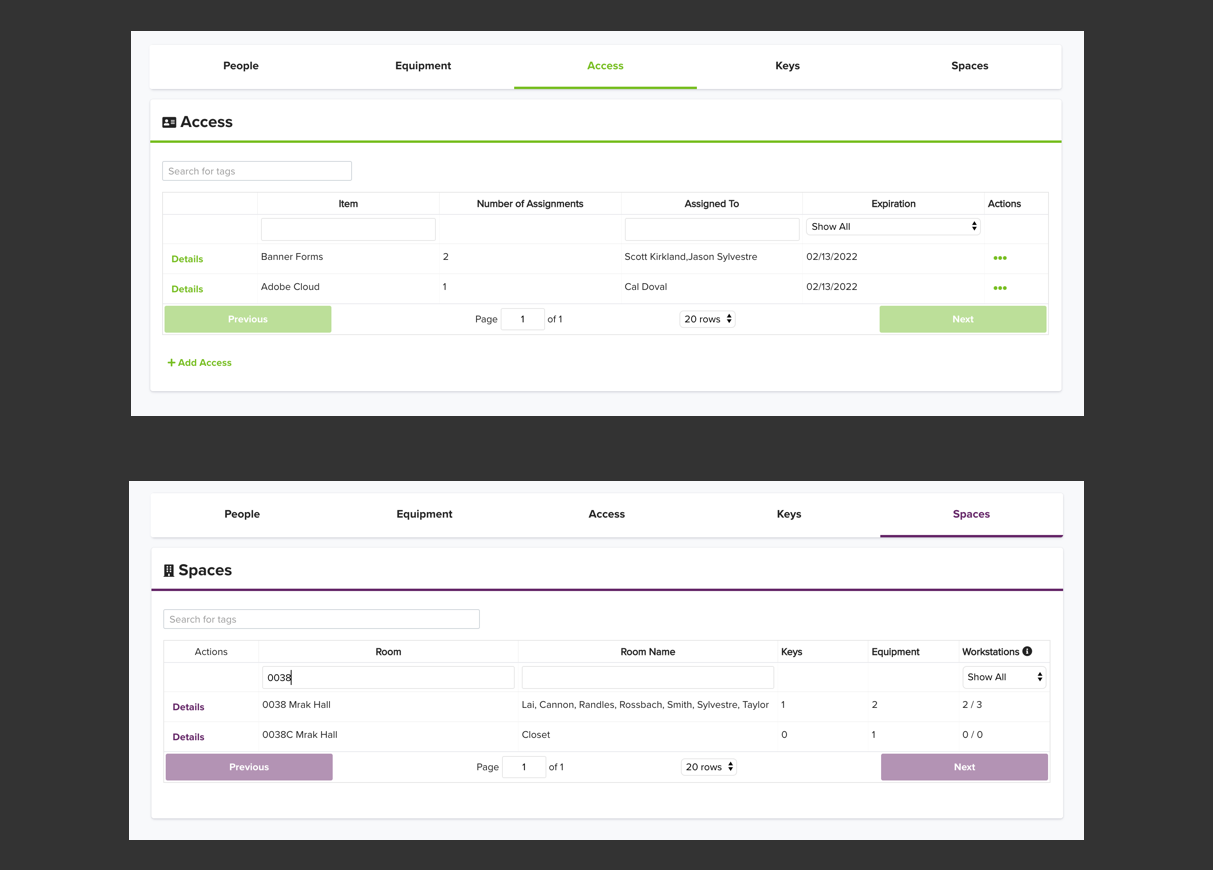 People Equipment Access Keys Spaces
Access
Search for tags
Item Number of Assignments Assigned To Expiration Actions
Show All
Details Banner Forms 2 Scott Kirkland,Jason Sylvestre 02/13/2022 •••
Details Adobe Cloud 1 Cal Doval 02/13/2022 •••
Previous Page 1 of 1 20 rows Next
+ Add Access
People Equipment Access Keys Spaces
Spaces
Search for tags
Actions Room Room Name Keys Equipment Workstations
0038 Show All
Details 0038 Mrak Hall Lai, Cannon, Randles, Rossbach, Smith, Sylvestre, Taylor 1 2 2 / 3
Details 0038C Mrak Hall Closet 0 1 0 / 0
Previous Page 1 of 1 20 rows Next